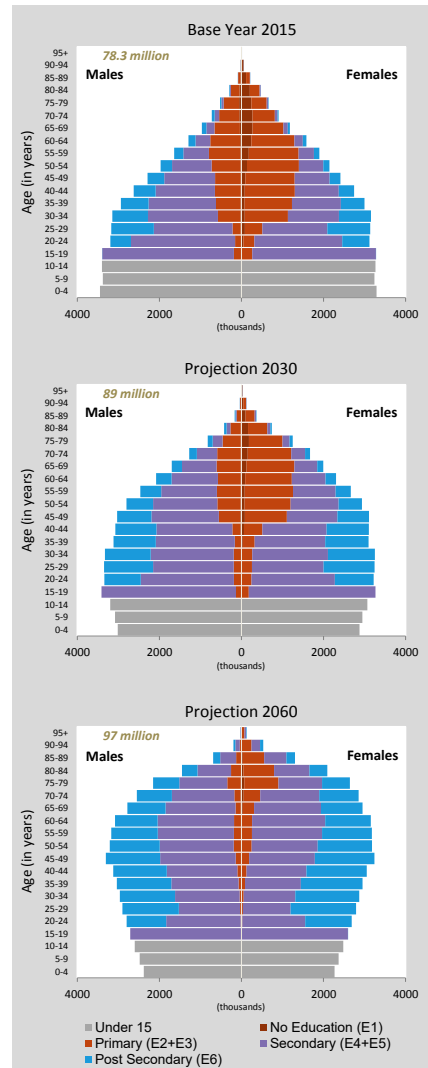 Base Year 2015
78.3 million
Males
Females
Age (in years)
95+
90-94
85-89
80-84
75-79
70-74
65-69
60-64
55-59
50-54
45-49
40-44
35-39
30-34
25-29
20-24
15-19
10-14
5-9
0-4
4000 2000 0 2000 4000
(thousands)
Projection 2030
89 million
Males
Females
Age (in years)
95+
90-94
85-89
80-84
75-79
70-74
65-69
60-64
55-59
50-54
45-49
40-44
35-39
30-34
25-29
20-24
15-19
10-14
5-9
0-4
4000 2000 0 2000 4000
(thousands)
Projection 2060
97 million
Males
Females
Age (in years)
95+
90-94
85-89
80-84
75-79
70-74
65-69
60-64
55-59
50-54
45-49
40-44
35-39
30-34
25-29
20-24
15-19
10-14
5-9
0-4
4000 2000 0 2000 4000
(thousands)
Under 15 No Education (E1)
Primary (E2+E3) Secondary (E4+E5)
Post Secondary (E6)